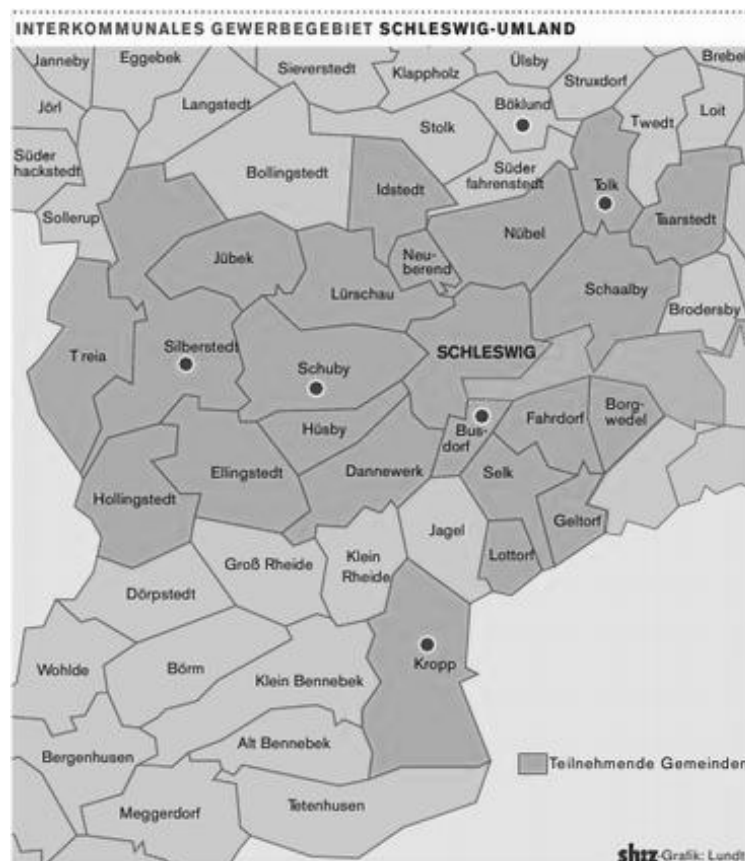 INTERKOMMUNALES GEWERBEGEBIET SCHLESWIG-UMLAND
Janneby
Eggebek
Sieverstedt
Klappholz
Ülsby
Struxdorf
Brebel
Jörl
Langstedt
Stolk
Böklund
Twedt
Loit
Süder
hackstedt
Bollingstedt
Idstedt
Süder
fahrenstedt
Tolk
Taarstedt
Sollerup
Jübek
Neu-
berend
Nübel
Lürschau
Schaalby
Brodersby
Treia
Silberstedt
Schuby
SCHLESWIG
Hüsby
Bus-
dorf
Fahrdorf
Borg-
wedel
Hollingstedt
Ellingstedt
Dannewerk
Selk
Geltorf
Jagel
Lottorf
Groß Rheide
Klein
Rheide
Dörpstedt
Wohlde
Börm
Klein Bennebek
Kropp
Alt Bennebek
Bergenhusen
Teilnehmende Gemeinden
Meggerdorf
Tetenhusen
sh:z-Grafik: Lundt